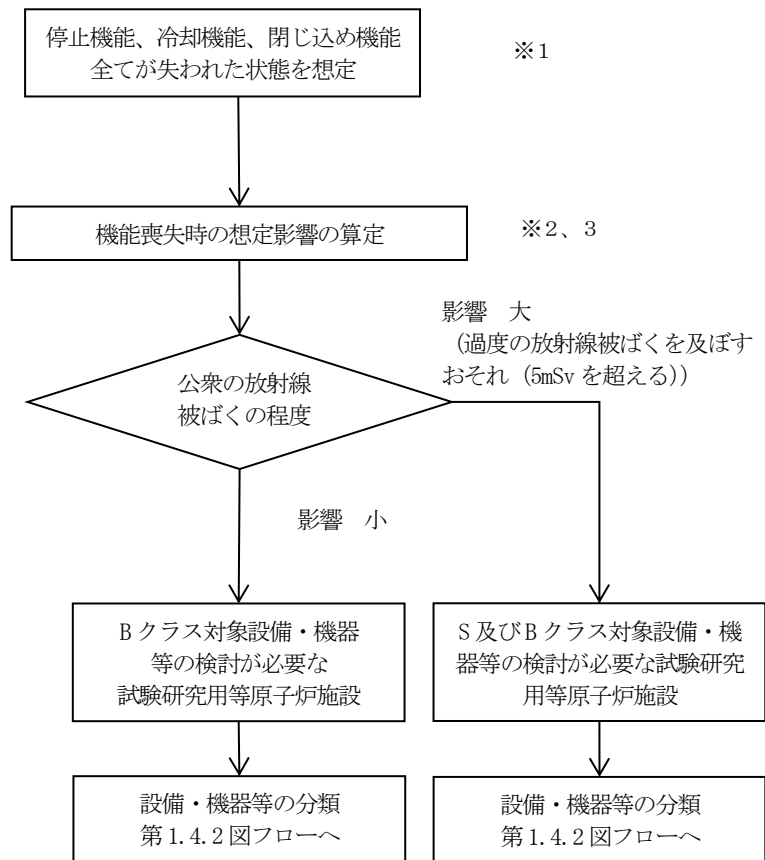 停止機能、冷却機能、閉じ込め機能
全てが失われた状態を想定
※1
機能喪失時の想定影響の算定
※2、3
影響　大
（過度の放射線被ばくを及ぼす
おそれ（5mSv を超える））
公衆の放射線
被ばくの程度
影響　小
B クラス対象設備・機器
等の検討が必要な
試験研究用等原子炉施設
S 及び B クラス対象設備・機
器等の検討が必要な試験研究
用等原子炉施設
設備・機器等の分類
第 1.4.2 図フローへ
設備・機器等の分類
第 1.4.2 図フローへ